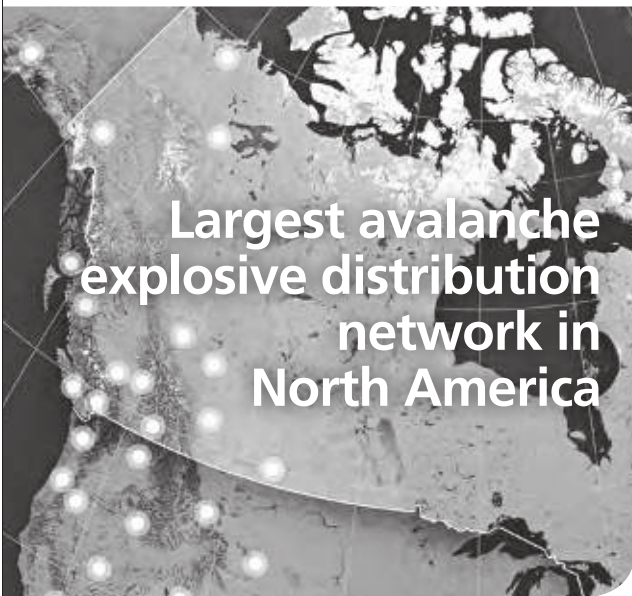 Largest avalanche
explosive distribution
network in
North America